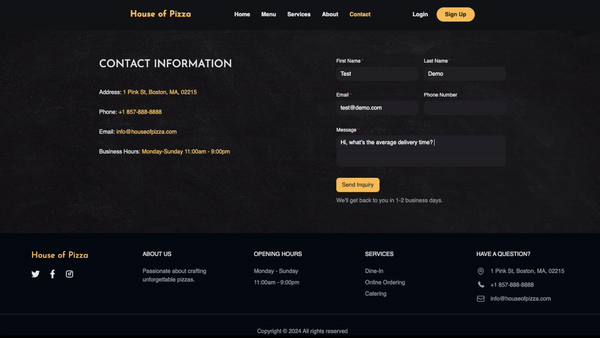 House of Pizza
Home Menu Services About Contact
Login Sign Up
CONTACT INFORMATION
Address: 1 Pink St, Boston, MA, 02215
Phone: +1 857-888-8888
Email: info@houseofpizza.com
Business Hours: Monday-Sunday 11:00am - 9:00pm
First Name * Last Name *
Test Demo
Email * Phone Number
test@demo.com
Message *
Hi, what's the average delivery time?
Send Inquiry
We'll get back to you in 1-2 business days.
House of Pizza
ABOUT US
Passionate about crafting
unforgettable pizzas.
OPENING HOURS
Monday - Sunday
11:00am - 9:00pm
SERVICES
Dine-In
Online Ordering
Catering
HAVE A QUESTION?
1 Pink St, Boston, MA, 02215
+1 857-888-8888
info@houseofpizza.com
Copyright © 2024 All rights reserved